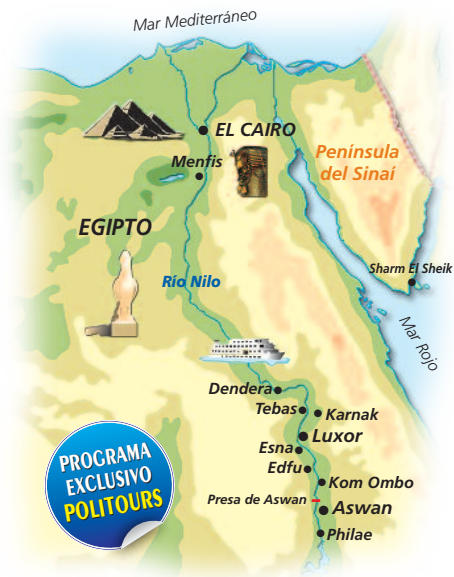 Mar Mediterráneo
EL CAIRO
Menfis
Península
del Sinaí
EGIPTO
Sharm El Sheik
Río Nilo
Mar Rojo
Dendera
Tebas
Karnak
Luxor
Esna
Edfu
Kom Ombo
Presa de Aswan
Aswan
Philae
PROGRAMA
EXCLUSIVO
POLITOURS